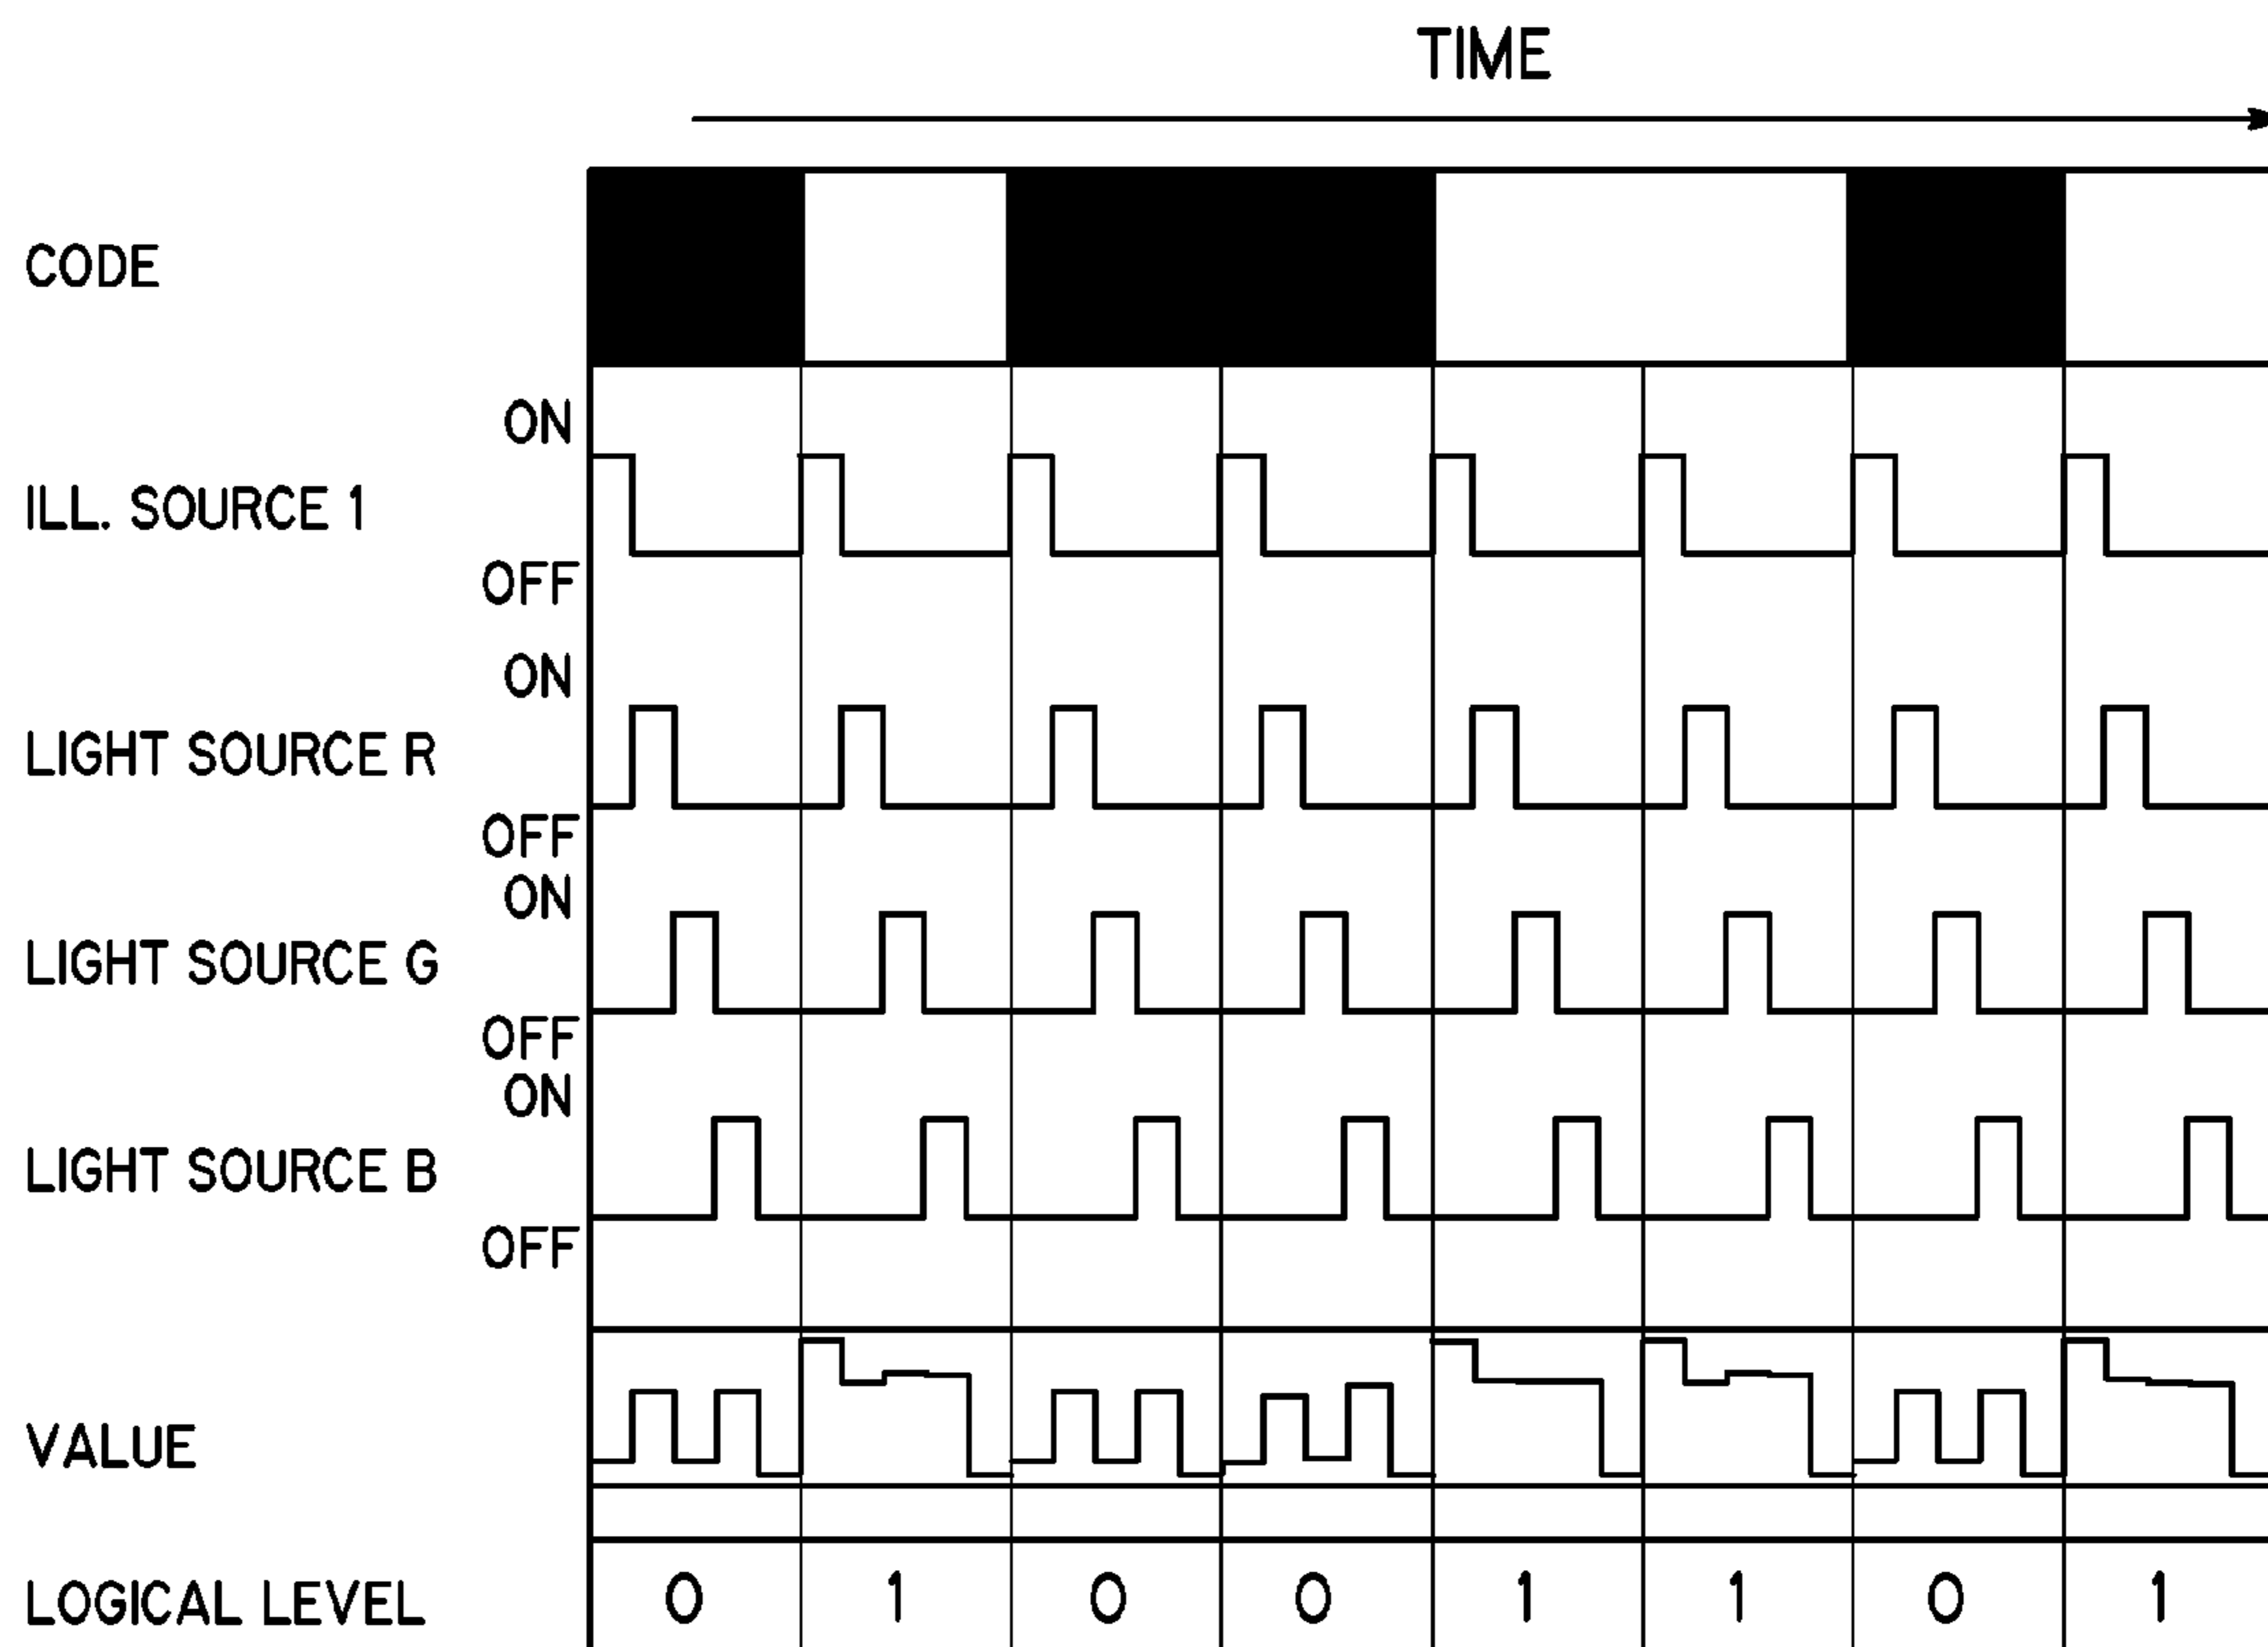 TIME
CODE
ON
ILL. SOURCE 1
OFF
ON
LIGHT SOURCE R
OFF
ON
LIGHT SOURCE G
OFF
ON
LIGHT SOURCE B
OFF
VALUE
LOGICAL LEVEL 0 1 0 0 1 1 0 1